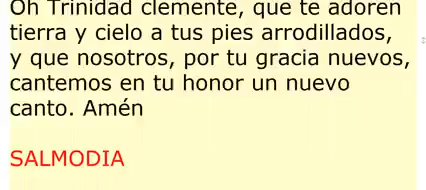 Oh Trinidad clemente, que te adoren
tierra y cielo a tus pies arrodillados,
y que nosotros, por tu gracia nuevos,
cantemos en tu honor un nuevo
canto. Amén
SALMODIA